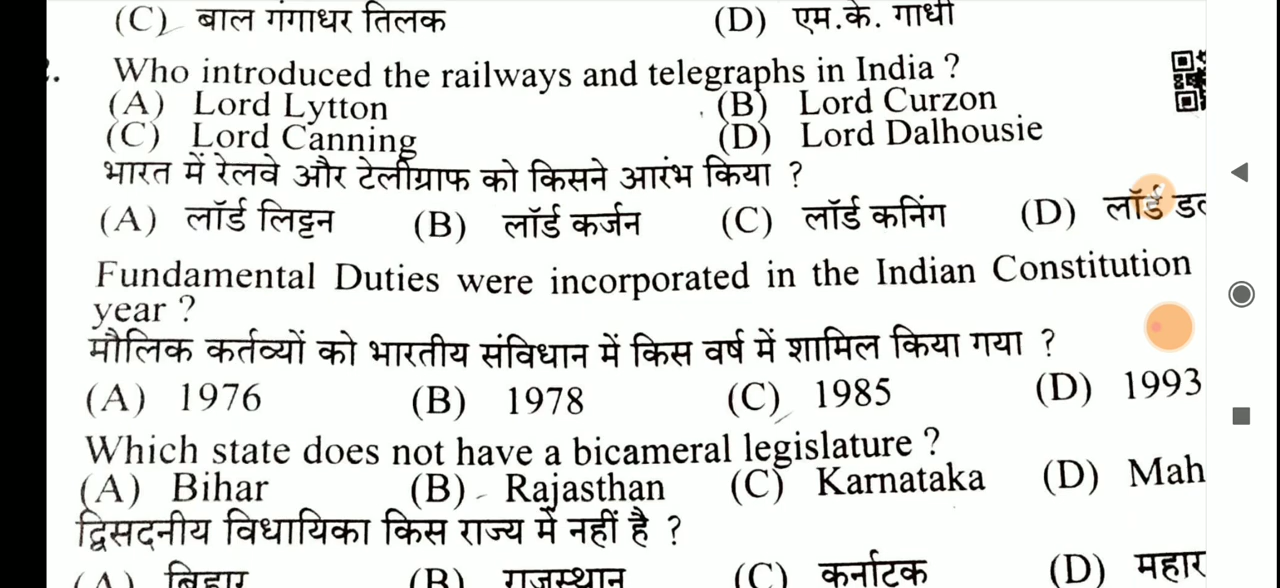 (C) बाल गंगाधर तिलक (D) एम.के. गांधी
. Who introduced the railways and telegraphs in India ?
(A) Lord Lytton (B) Lord Curzon
(C) Lord Canning (D) Lord Dalhousie
भारत में रेलवे और टेलीग्राफ को किसने आरंभ किया ?
(A) लॉर्ड लिट्टन (B) लॉर्ड कर्जन (C) लॉर्ड कनिंग (D) लॉर्ड
Fundamental Duties were incorporated in the Indian Constitution
year ?
मौलिक कर्तव्यों को भारतीय संविधान में किस वर्ष में शामिल किया गया ?
(A) 1976 (B) 1978 (C) 1985 (D) 1993
Which state does not have a bicameral legislature ?
(A) Bihar (B) Rajasthan (C) Karnataka (D) Mah
द्विसदनीय विधायिका किस राज्य में नहीं है ?
(A) बिहार (B) राजस्थान (C) कर्नाटक (D) महार